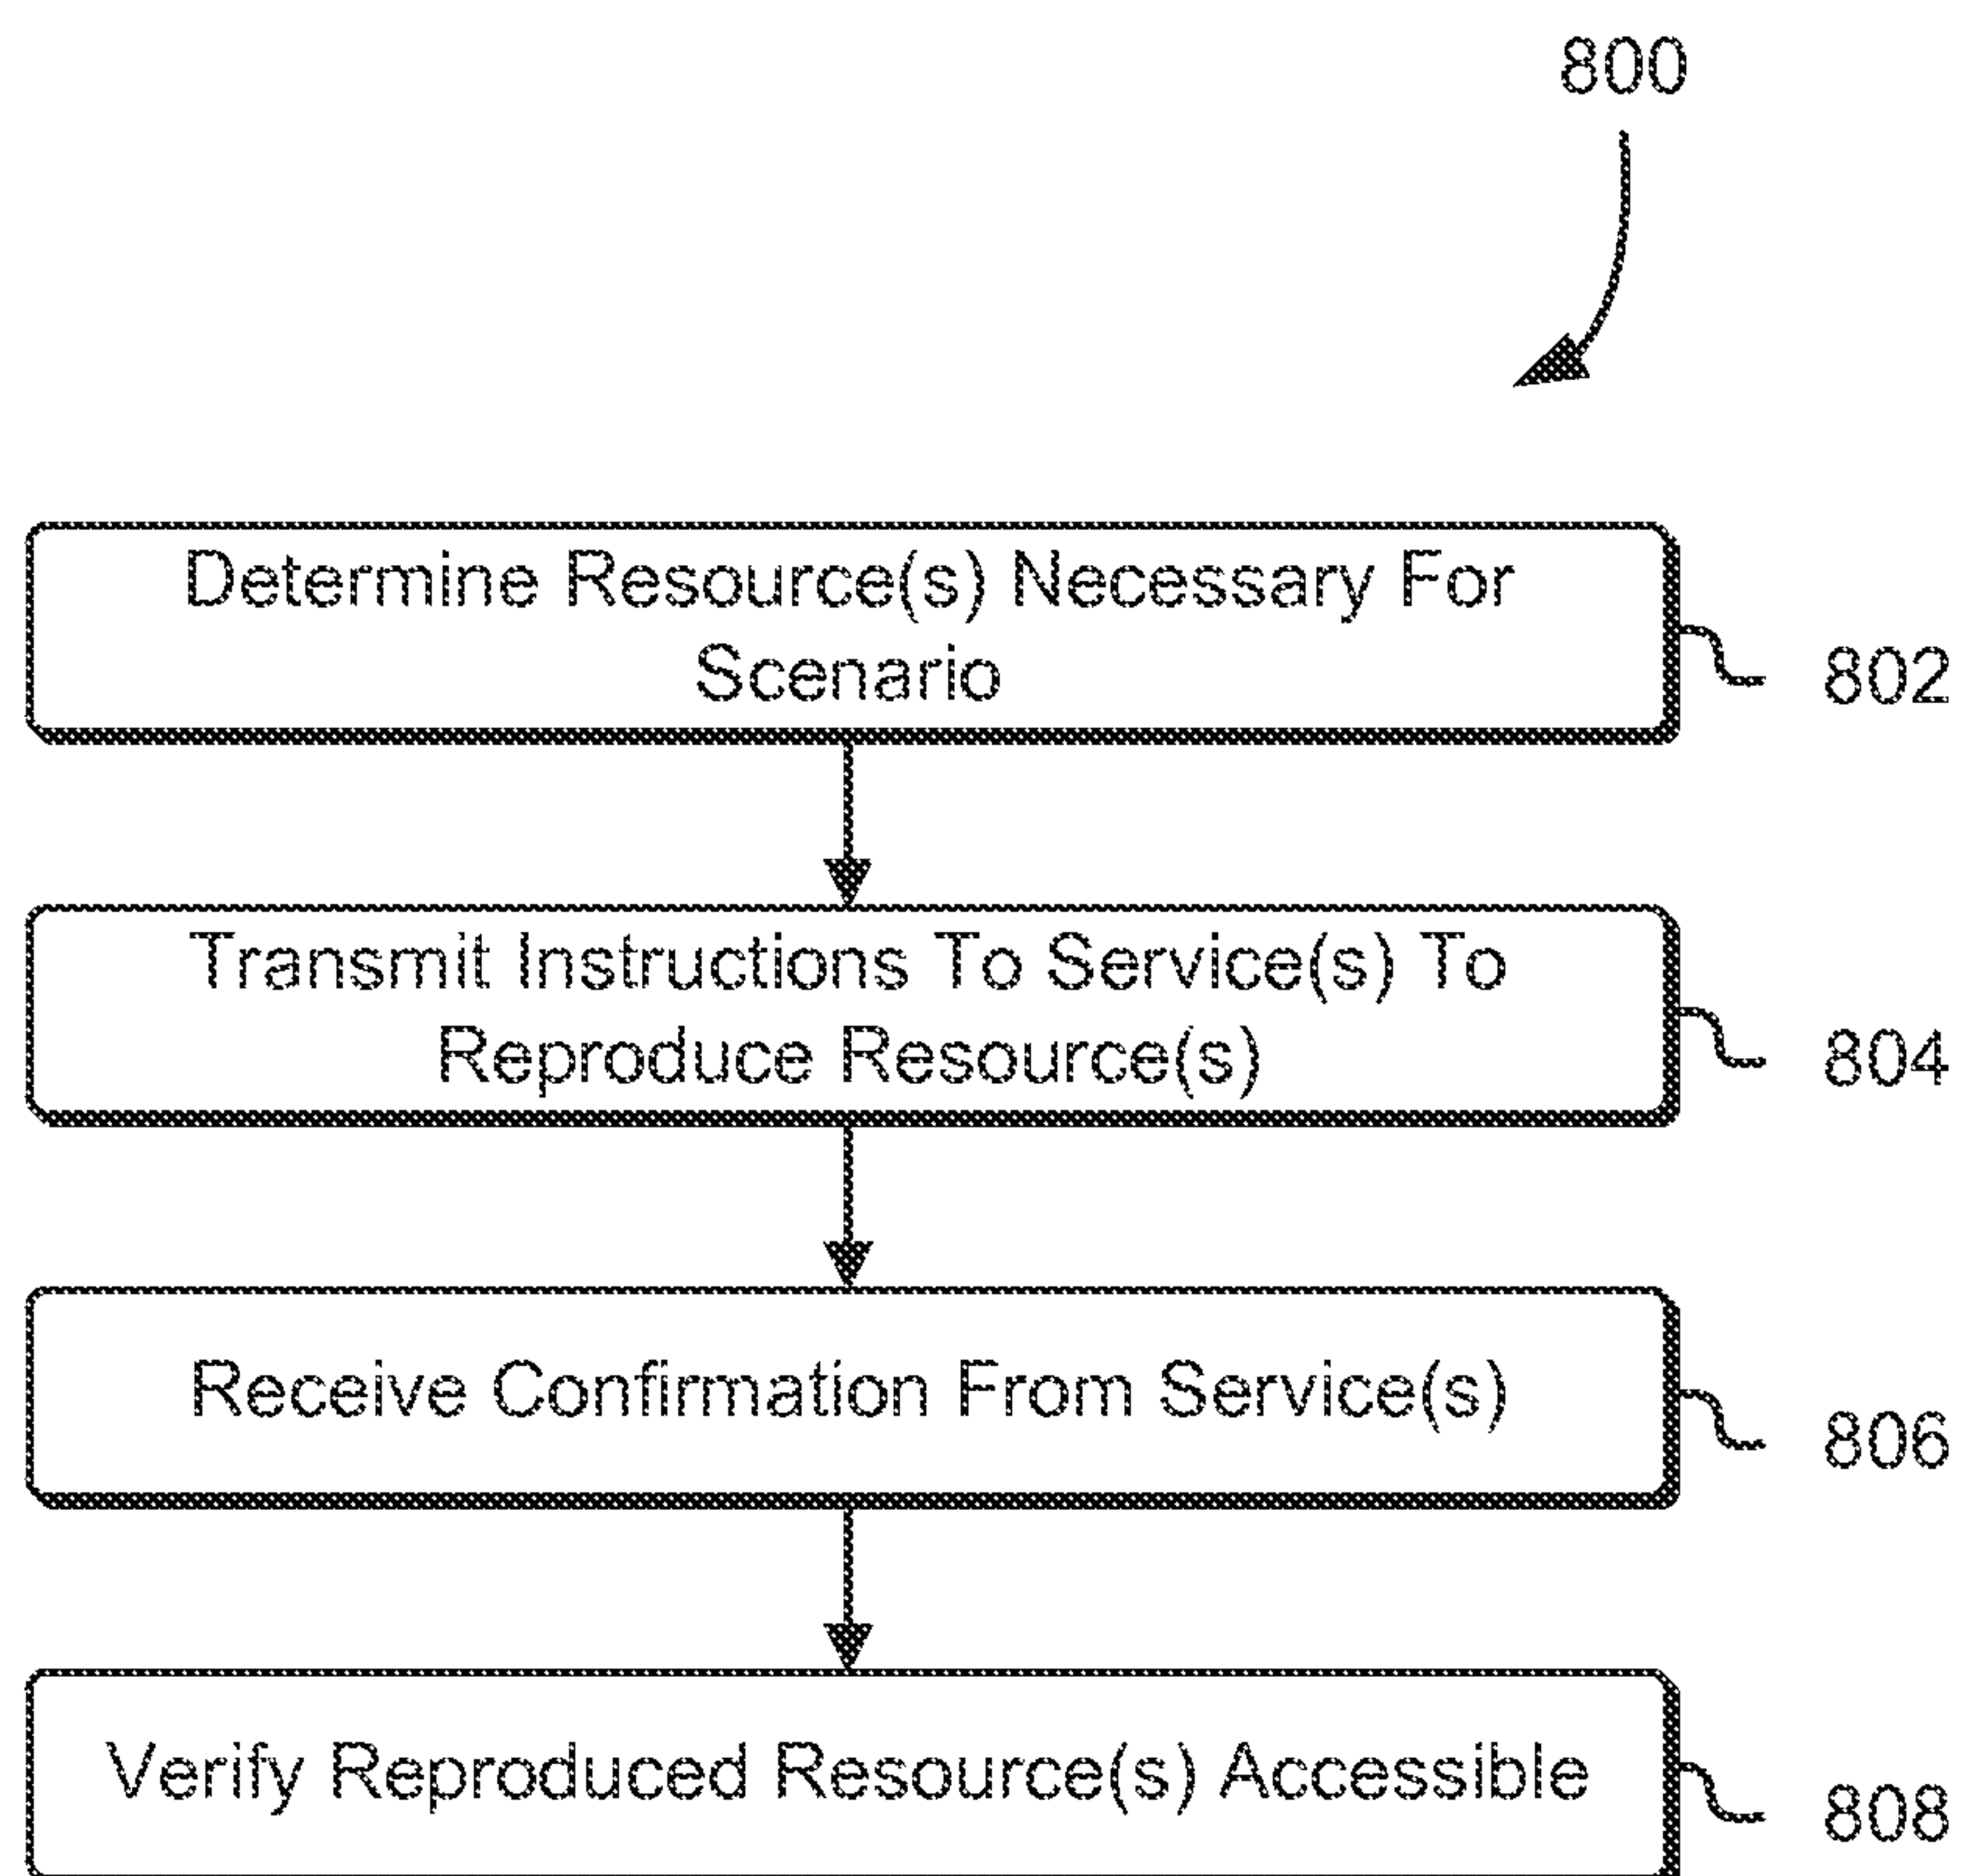 800
Determine Resource(s) Necessary For
Scenario
802
Transmit Instructions To Service(s) To
Reproduce Resource(s)
804
Receive Confirmation From Service(s)
806
Verify Reproduced Resource(s) Accessible
808